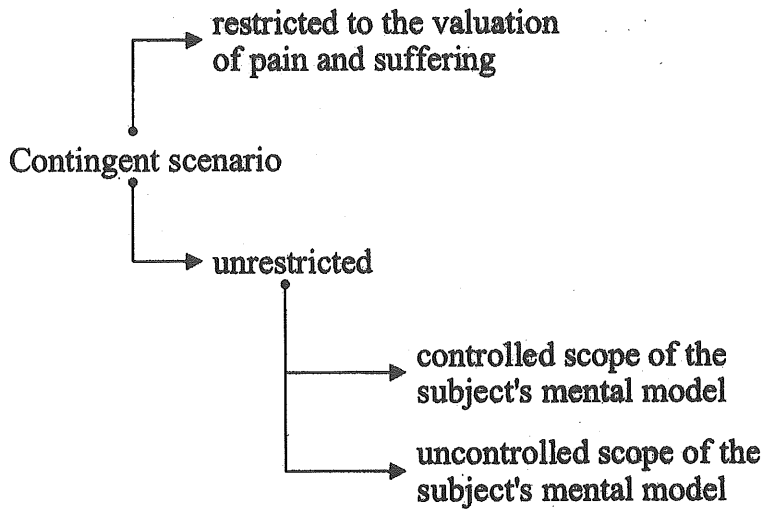 restricted to the valuation
of pain and suffering
Contingent scenario
unrestricted
controlled scope of the
subject's mental model
uncontrolled scope of the
subject's mental model